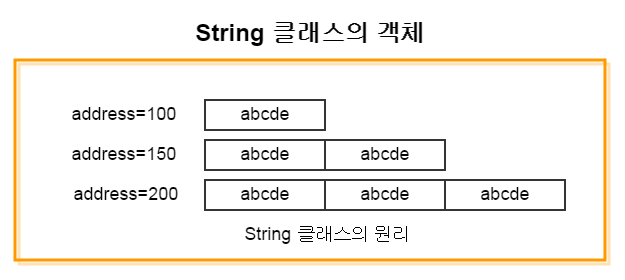 String 클래스의 객체
address=100 abcde
address=150 abcde abcde
address=200 abcde abcde abcde
String 클래스의 원리